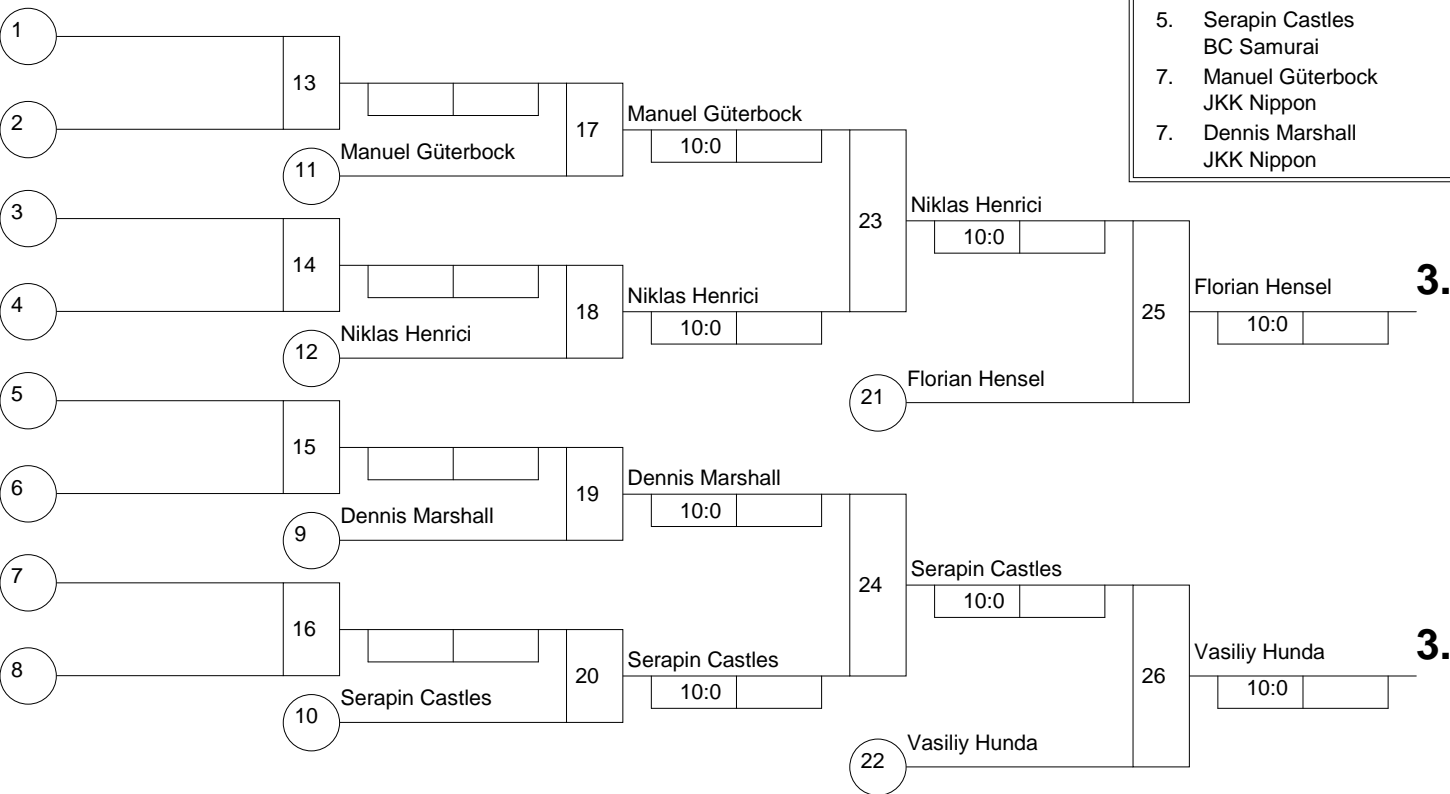 5. Serapin Castles
BC Samurai
7. Manuel Güterbock
JKK Nippon
7. Dennis Marshall
JKK Nippon
1
13
2
17
Manuel Güterbock
10:0
11
Manuel Güterbock
3
23
Niklas Henrici
10:0
14
4
18
Niklas Henrici
10:0
25
Florian Hensel
3.
10:0
12
Niklas Henrici
5
21
Florian Hensel
15
6
19
Dennis Marshall
10:0
9
Dennis Marshall
7
24
Serapin Castles
10:0
16
8
20
Serapin Castles
10:0
26
Vasiliy Hunda
3.
10:0
10
Serapin Castles
22
Vasiliy Hunda